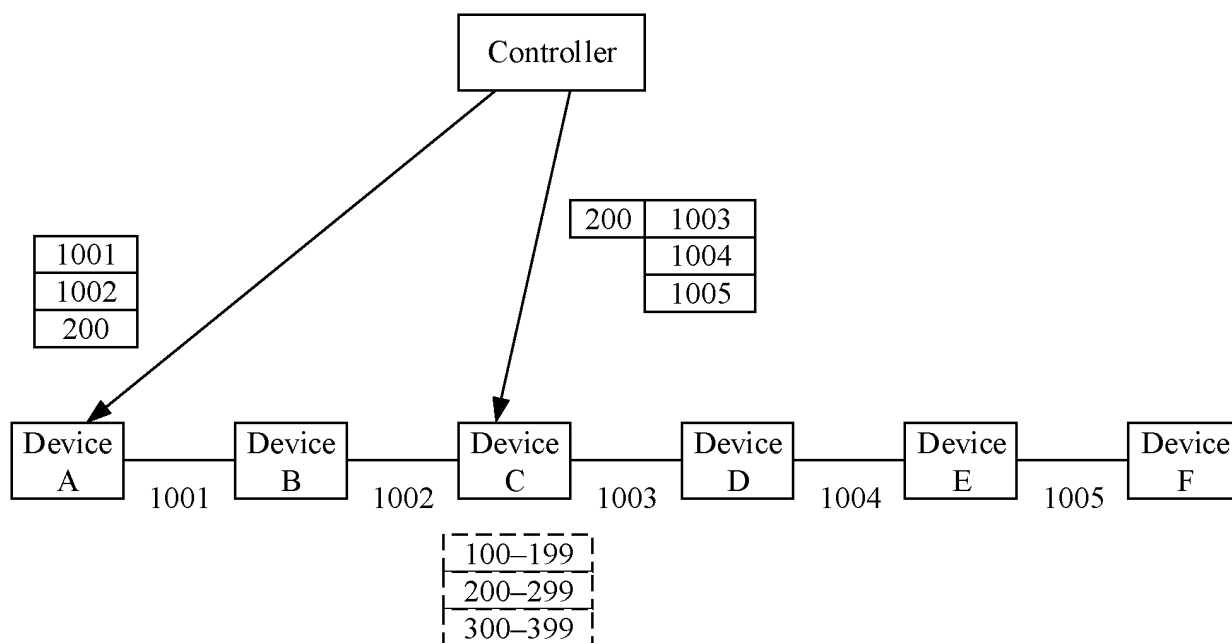 Controller
200 1003
1004
1005
1001
1002
200
Device A
Device B
Device C
Device D
Device E
Device F
1001
1002
1003
1004
1005
100–199
200–299
300–399